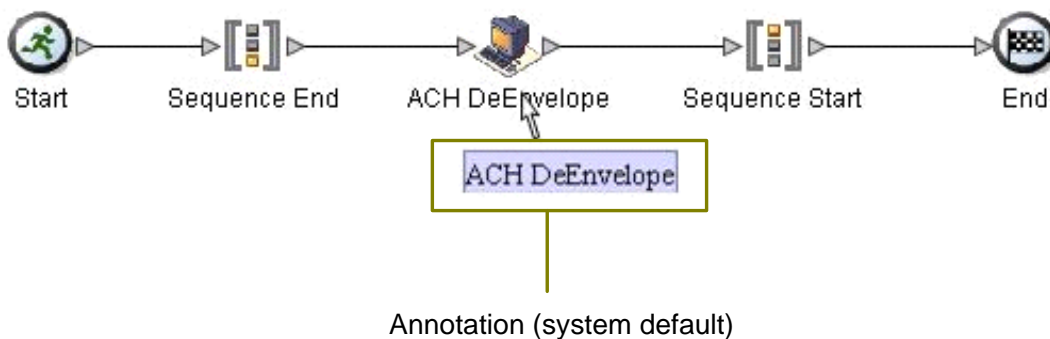 Start
Sequence End
ACH DeEnvelope
Sequence Start
End
ACH DeEnvelope
Annotation (system default)